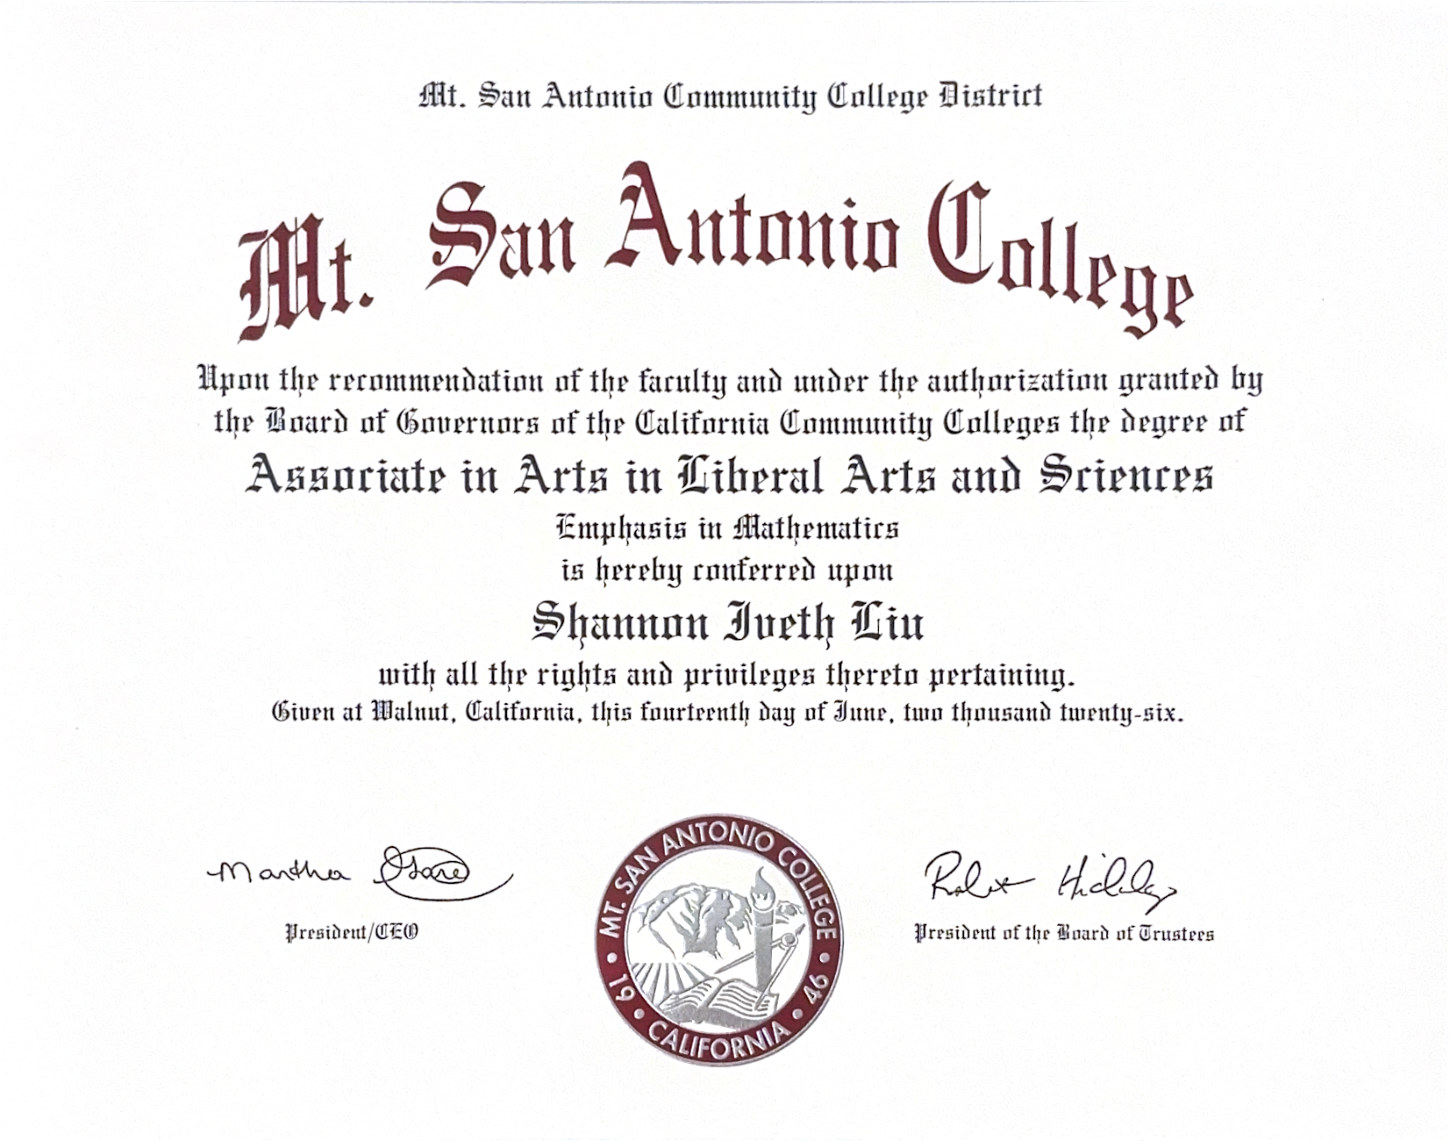 Mt. San Antonio Community College District
Mt. San Antonio College
Upon the recommendation of the faculty and under the authorization granted by
the Board of Governors of the California Community Colleges the degree of
Associate in Arts in Liberal Arts and Sciences
Emphasis in Mathematics
is hereby conferred upon
Shannon Iveth Liu
with all the rights and privileges thereto pertaining.
Given at Walnut, California, this fourteenth day of June, two thousand twenty-six.
Martha
President/CEO
MT. SAN ANTONIO COLLEGE
19 • CALIFORNIA • 46
Robert Hidalgo
President of the Board of Trustees